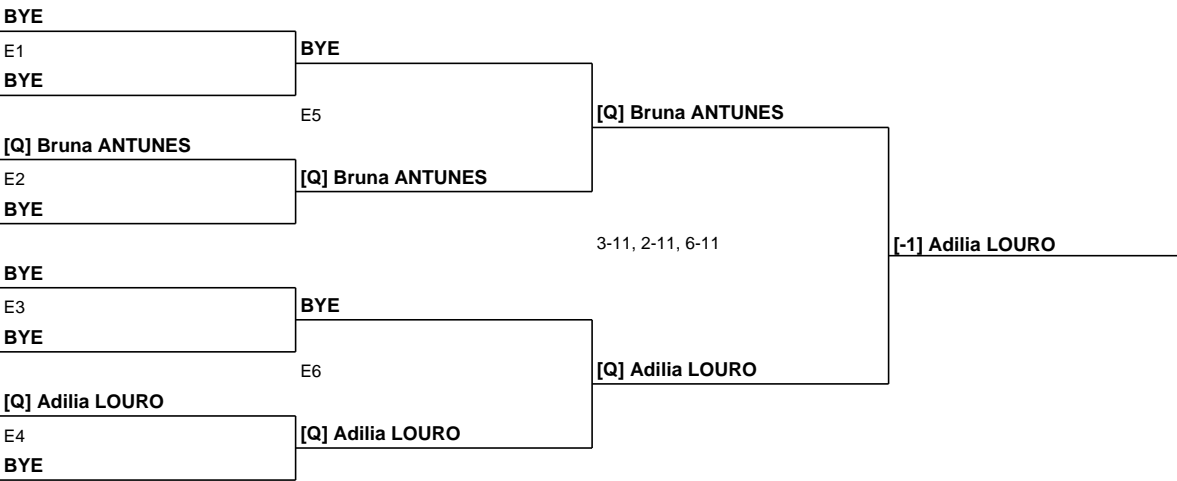 BYE
E1
BYE
BYE
E5
[Q] Bruna ANTUNES
[Q] Bruna ANTUNES
E2
[Q] Bruna ANTUNES
BYE
3-11, 2-11, 6-11
[-1] Adilia LOURO
BYE
E3
BYE
BYE
E6
[Q] Adilia LOURO
[Q] Adilia LOURO
E4
[Q] Adilia LOURO
BYE